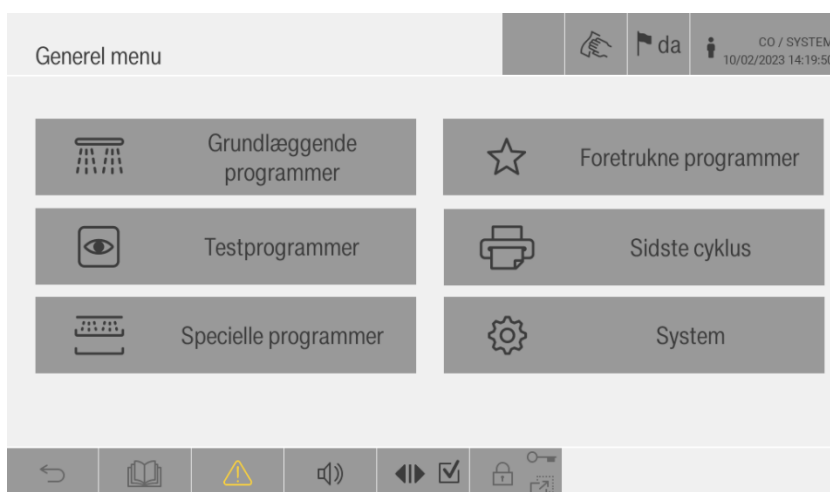 Generel menu
da
CO / SYSTEM
10/02/2023 14:19:50
Grundlæggende
programmer
Foretrukne programmer
Testprogrammer
Sidste cyklus
Specielle programmer
System